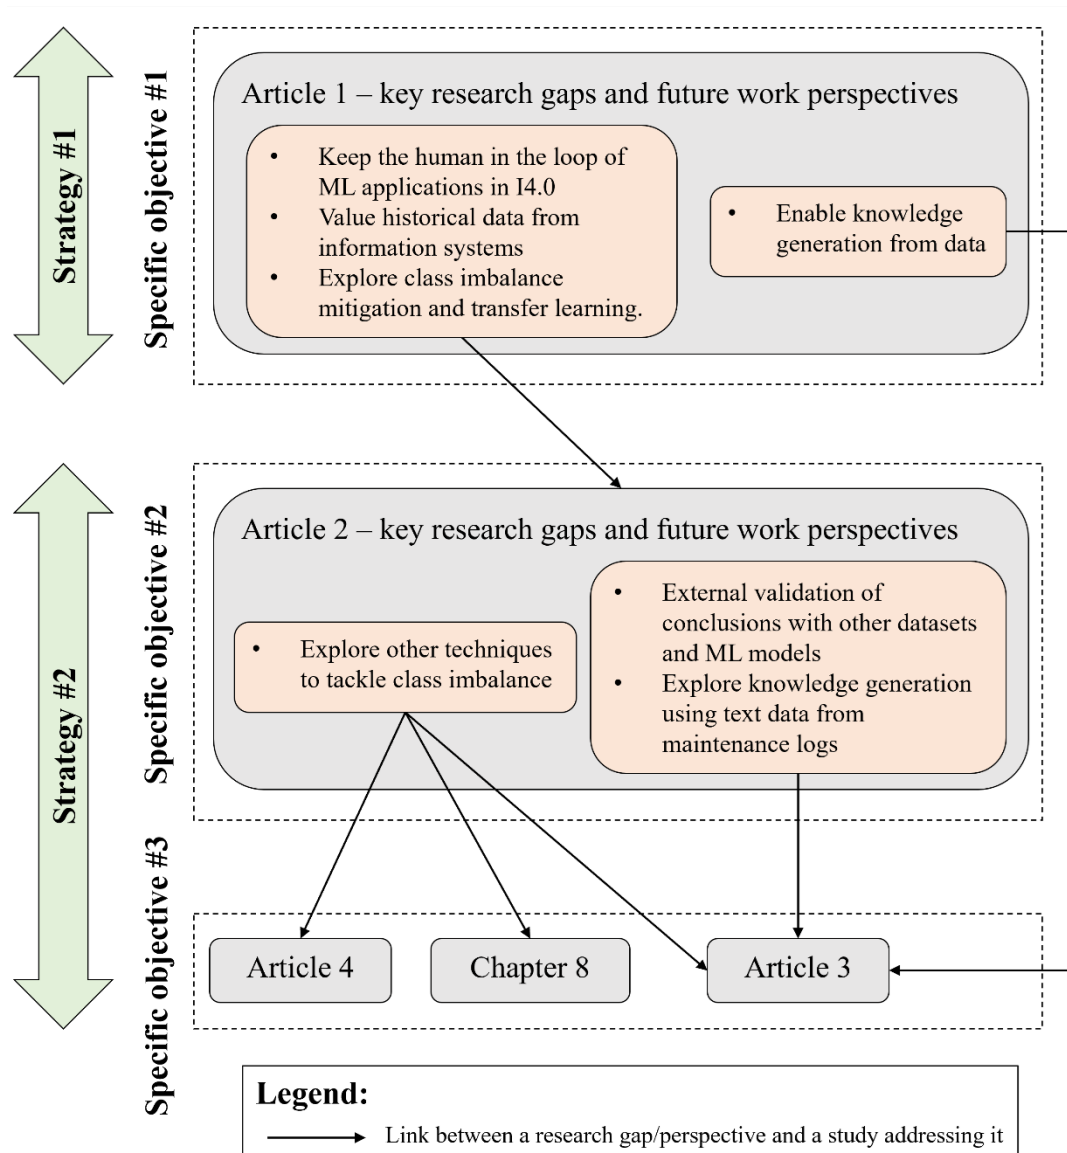 Strategy #1
Specific objective #1
Article 1 – key research gaps and future work perspectives
• Keep the human in the loop of
ML applications in I4.0
• Value historical data from
information systems
• Explore class imbalance
mitigation and transfer learning.
• Enable knowledge
generation from data
Strategy #2
Specific objective #2
Article 2 – key research gaps and future work perspectives
• Explore other techniques
to tackle class imbalance
• External validation of
conclusions with other datasets
and ML models
• Explore knowledge generation
using text data from
maintenance logs
Specific objective #3
Article 4
Chapter 8
Article 3
Legend:
Link between a research gap/perspective and a study addressing it